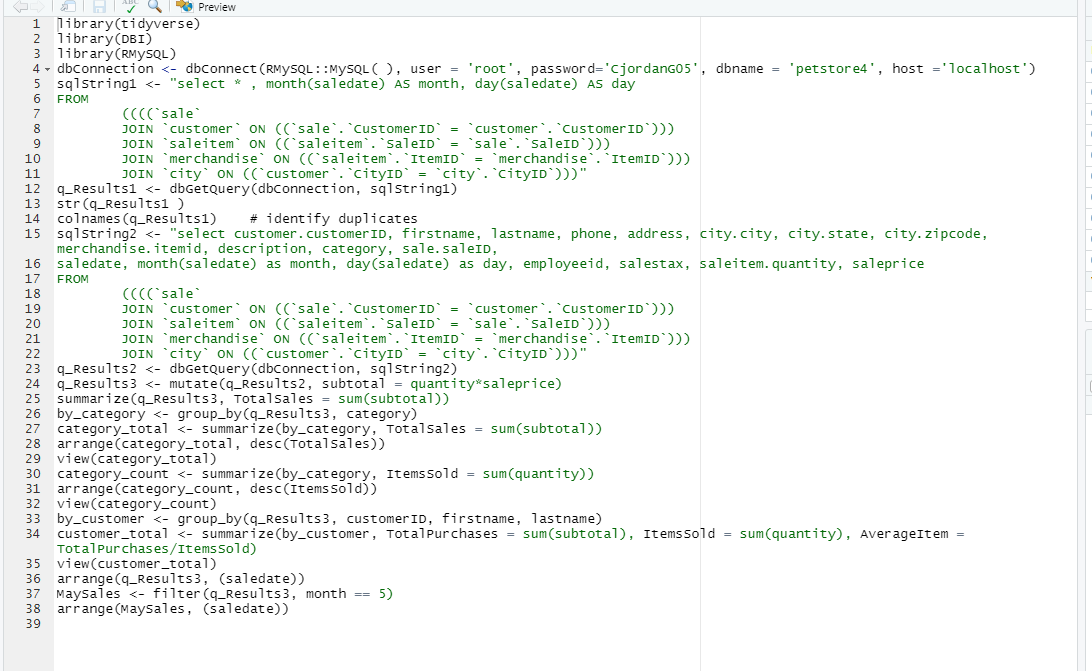 ABC Preview
1 library(tidyverse)
2 library(DBI)
3 library(RMySQL)
4 dbConnection <- dbConnect(RMySQL::MySQL( ), user = 'root', password='CjordanG05', dbname = 'petstore4', host ='localhost')
5 sqlString1 <- "select * , month(saledate) AS month, day(saledate) AS day
6 FROM
7         ((((`sale`
8         JOIN `customer` ON ((`sale`.`CustomerID` = `customer`.`CustomerID`)))
9         JOIN `saleitem` ON ((`saleitem`.`SaleID` = `sale`.`SaleID`)))
10         JOIN `merchandise` ON ((`saleitem`.`ItemID` = `merchandise`.`ItemID`)))
11         JOIN `city` ON ((`customer`.`CityID` = `city`.`CityID`)))"
12 q_Results1 <- dbGetQuery(dbConnection, sqlString1)
13 str(q_Results1 )
14 colnames(q_Results1)    # identify duplicates
15 sqlString2 <- "select customer.customerID, firstname, lastname, phone, address, city.city, city.state, city.zipcode,
merchandise.itemid, description, category, sale.saleID,
16 saledate, month(saledate) as month, day(saledate) as day, employeeid, salestax, saleitem.quantity, saleprice
17 FROM
18         ((((`sale`
19         JOIN `customer` ON ((`sale`.`CustomerID` = `customer`.`CustomerID`)))
20         JOIN `saleitem` ON ((`saleitem`.`SaleID` = `sale`.`SaleID`)))
21         JOIN `merchandise` ON ((`saleitem`.`ItemID` = `merchandise`.`ItemID`)))
22         JOIN `city` ON ((`customer`.`CityID` = `city`.`CityID`)))"
23 q_Results2 <- dbGetQuery(dbConnection, sqlString2)
24 q_Results3 <- mutate(q_Results2, subtotal = quantity*saleprice)
25 summarize(q_Results3, TotalSales = sum(subtotal))
26 by_category <- group_by(q_Results3, category)
27 category_total <- summarize(by_category, TotalSales = sum(subtotal))
28 arrange(category_total, desc(TotalSales))
29 view(category_total)
30 category_count <- summarize(by_category, ItemsSold = sum(quantity))
31 arrange(category_count, desc(ItemsSold))
32 view(category_count)
33 by_customer <- group_by(q_Results3, customerID, firstname, lastname)
34 customer_total <- summarize(by_customer, TotalPurchases = sum(subtotal), ItemsSold = sum(quantity), AverageItem =
TotalPurchases/ItemsSold)
35 view(customer_total)
36 arrange(q_Results3, (saledate))
37 MaySales <- filter(q_Results3, month == 5)
38 arrange(MaySales, (saledate))
39